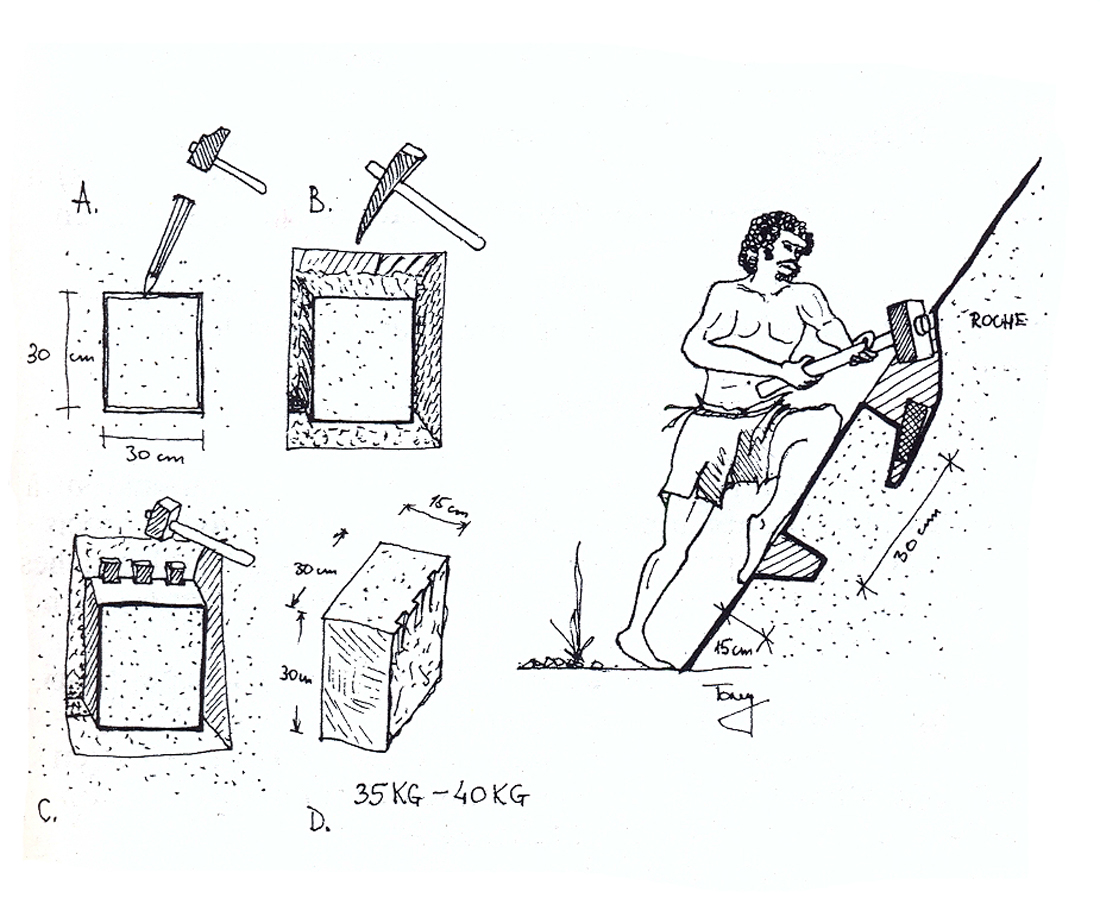 A.
30 cm
30 cm
B.
C.
15 cm
30 cm
30 cm
35 KG - 40 KG
D.
ROCHE
30 cm
15 cm
Tony